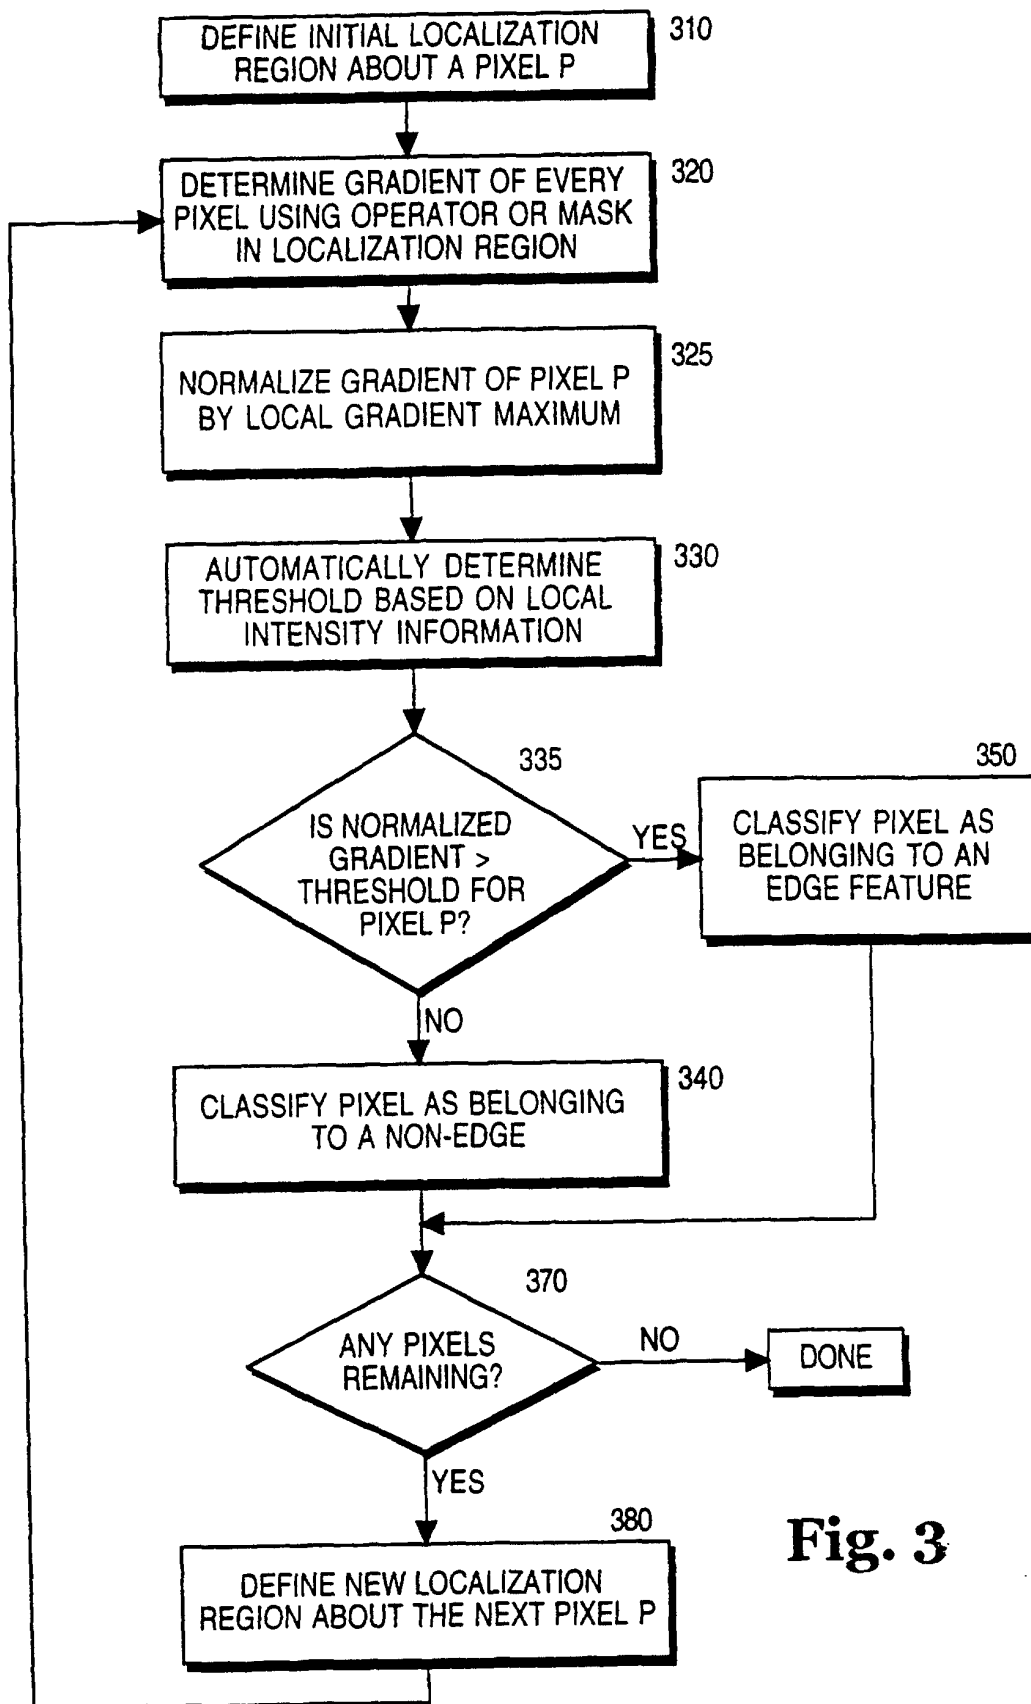 DEFINE INITIAL LOCALIZATION
REGION ABOUT A PIXEL P
310
DETERMINE GRADIENT OF EVERY
PIXEL USING OPERATOR OR MASK
IN LOCALIZATION REGION
320
NORMALIZE GRADIENT OF PIXEL P
BY LOCAL GRADIENT MAXIMUM
325
AUTOMATICALLY DETERMINE
THRESHOLD BASED ON LOCAL
INTENSITY INFORMATION
330
IS NORMALIZED
GRADIENT >
THRESHOLD FOR
PIXEL P?
335
YES
CLASSIFY PIXEL AS
BELONGING TO AN
EDGE FEATURE
350
NO
CLASSIFY PIXEL AS BELONGING
TO A NON-EDGE
340
ANY PIXELS
REMAINING?
370
NO
DONE
YES
DEFINE NEW LOCALIZATION
REGION ABOUT THE NEXT PIXEL P
380
Fig. 3